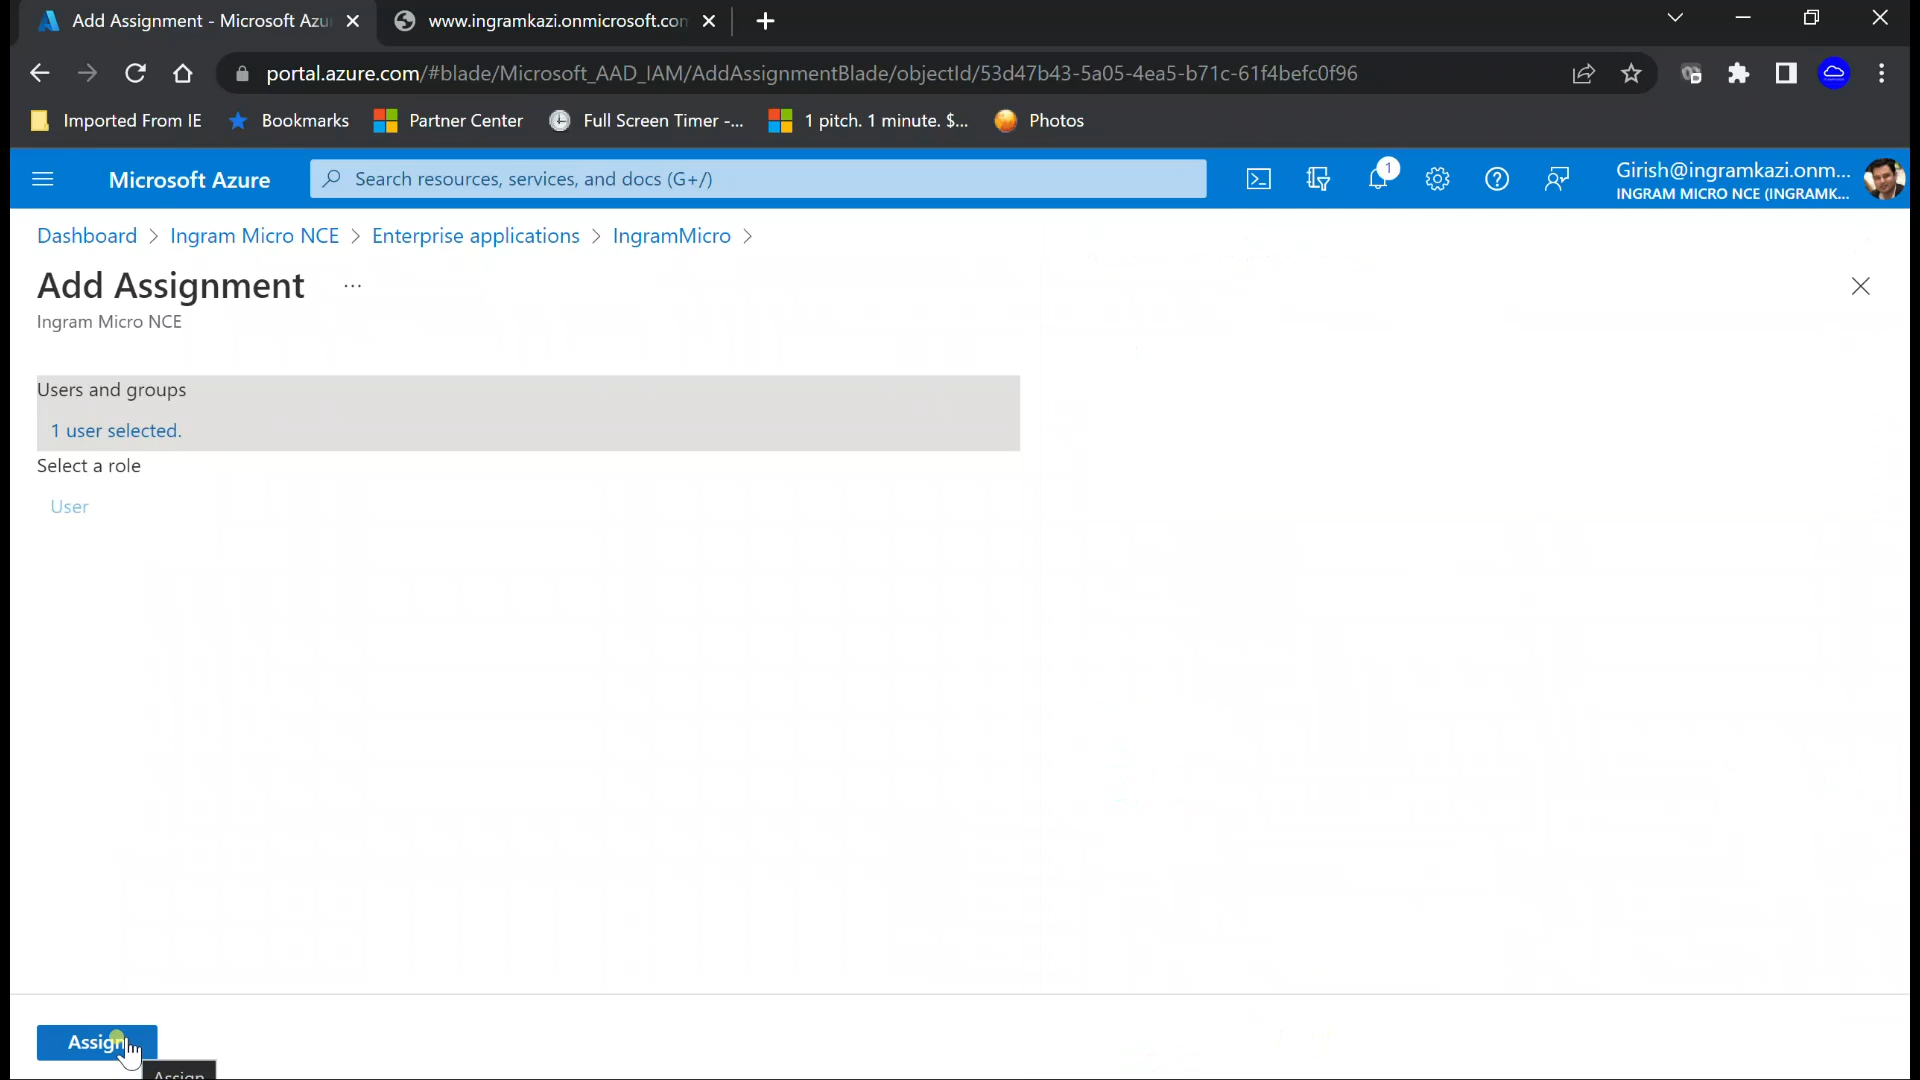 Add Assignment - Microsoft Azu
www.ingramkazi.onmicrosoft.con
portal.azure.com/#blade/Microsoft_AAD_IAM/AddAssignmentBlade/objectId/53d47b43-5a05-4ea5-b71c-61f4befc0f96
Imported From IE
Bookmarks
Partner Center
Full Screen Timer -...
1 pitch. 1 minute. $...
Photos
Microsoft Azure
Search resources, services, and docs (G+/)
1
Girish@ingramkazi.onm...
INGRAM MICRO NCE (INGRAMK...
Dashboard > Ingram Micro NCE > Enterprise applications > IngramMicro >
Add Assignment ...
Ingram Micro NCE
Users and groups
1 user selected.
Select a role
User
Assign
Assign